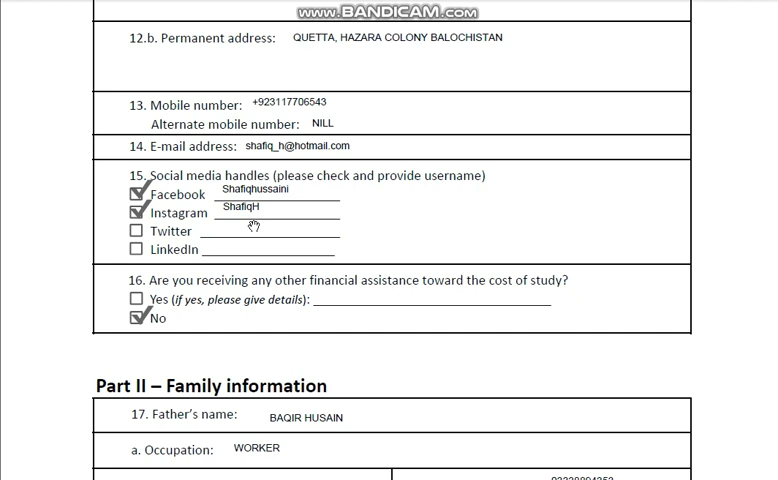 www.BANDICAM.com
12.b. Permanent address: QUETTA, HAZARA COLONY BALOCHISTAN
13. Mobile number: +923117706543
Alternate mobile number: NILL
14. E-mail address: shafiq_h@hotmail.com
15. Social media handles (please check and provide username)
Facebook Shafiqhussaini
Instagram ShafiqH
Twitter
LinkedIn
16. Are you receiving any other financial assistance toward the cost of study?
Yes (if yes, please give details):
No
Part II – Family information
17. Father's name: BAQIR HUSAIN
a. Occupation: WORKER